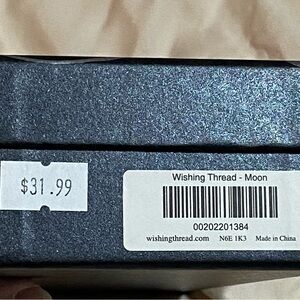 $31.99
Wishing Thread - Moon
00202201384
wishingthread.com N6E 1K3 Made in China